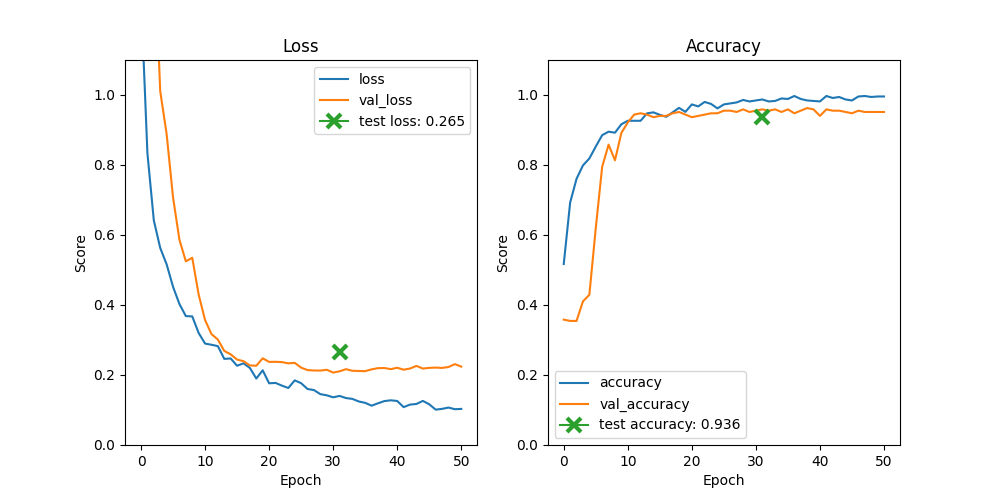 Loss
loss
val_loss
test loss: 0.265
Score
1.0
0.8
0.6
0.4
0.2
0.0
0 10 20 30 40 50
Epoch
Accuracy
Score
1.0
0.8
0.6
0.4
0.2
0.0
accuracy
val_accuracy
test accuracy: 0.936
0 10 20 30 40 50
Epoch